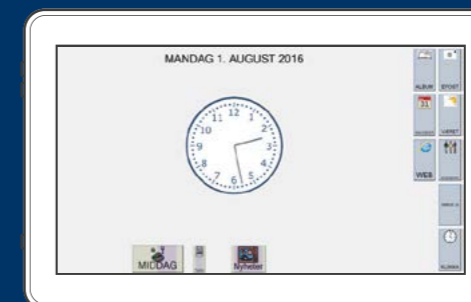 MANDAG 1. AUGUST 2016
12
11 1
10 2
9 3
8 4
7 6 5
ALBUM EPOST
31
VÆRET
WEB
KLOKKA
MIDDAG
Nyheter